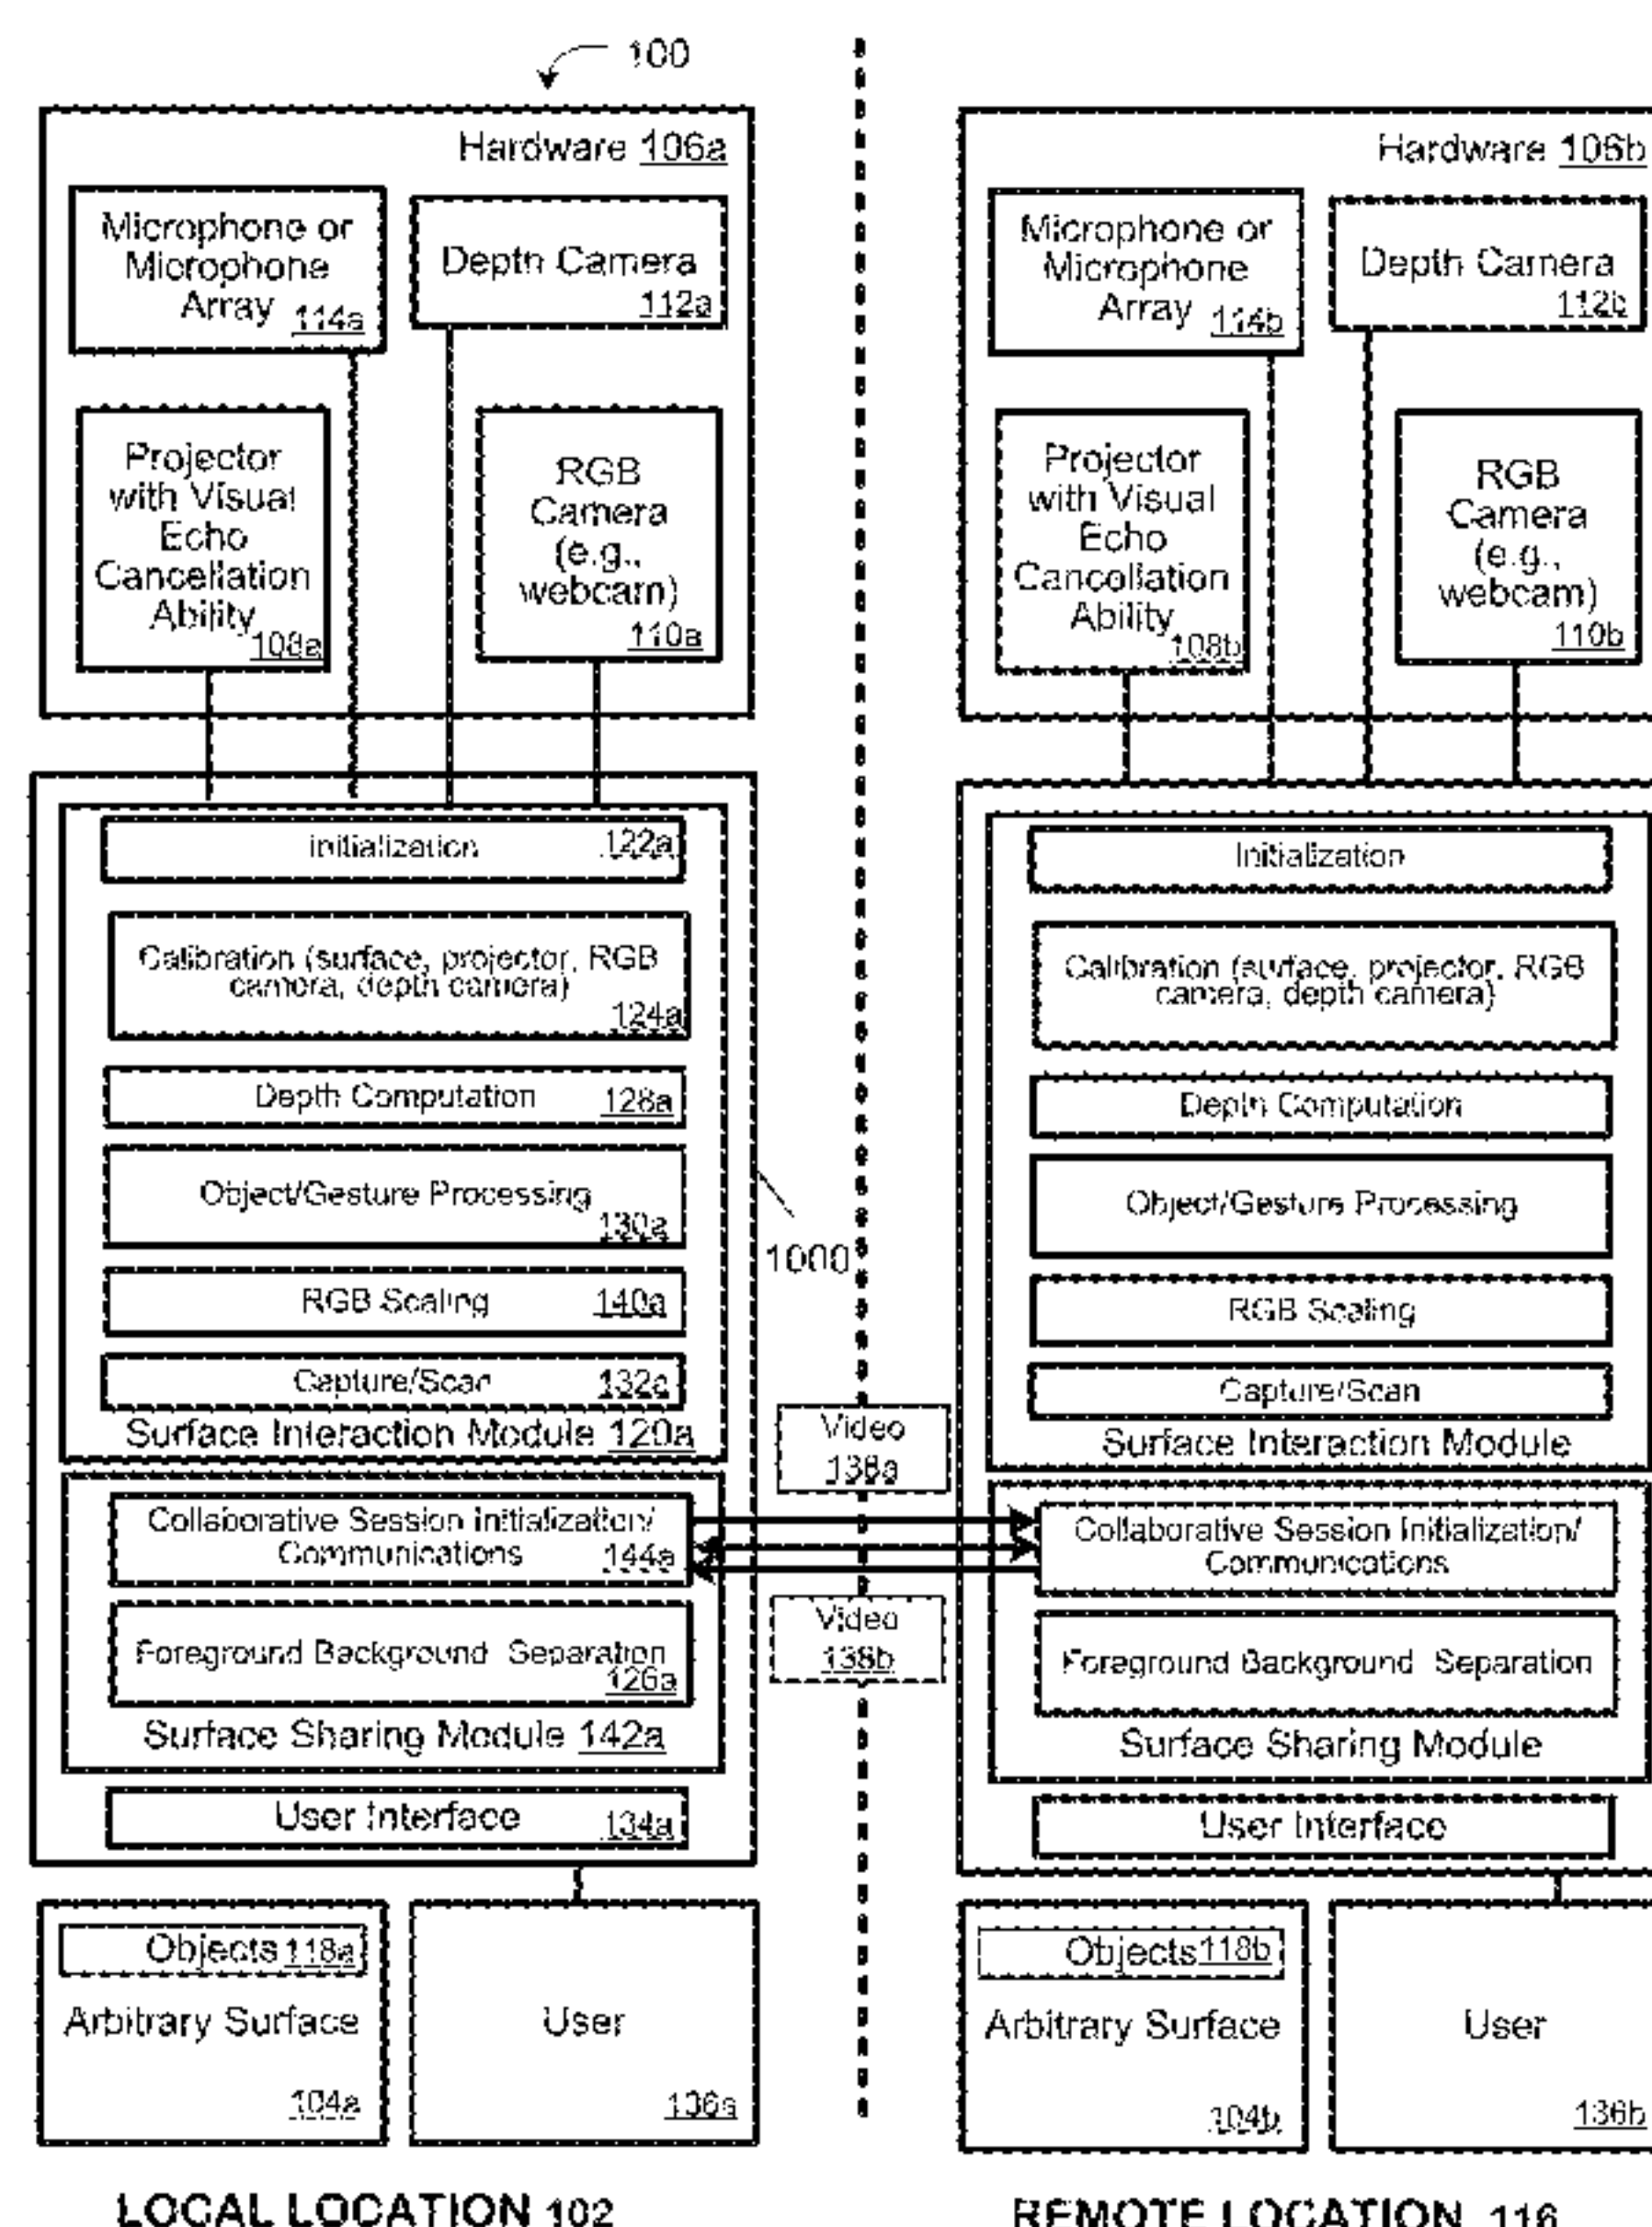 100
Hardware 106a
Microphone or
Microphone
Array 114a
Depth Camera
112a
Projector
with Visual
Echo
Cancellation
Ability
108a
RGB
Camera
(e.g.,
webcam)
110a
Initialization 122a
Calibration (surface, projector, RGB
camera, depth camera)
124a
Depth Computation 128a
Object/Gesture Processing
130a
RGB Scaling 140a
Capture/Scan 132c
Surface Interaction Module 120a
Collaborative Session Initialization/
Communications 144a
Foreground Background Separation
126a
Surface Sharing Module 142a
User Interface 134a
Objects 118a
Arbitrary Surface
104a
User
136a
LOCAL LOCATION 102
1000
Video
138a
Video
138b
Hardware 106b
Microphone or
Microphone
Array 114b
Depth Camera
112b
Projector
with Visual
Echo
Cancellation
Ability
108b
RGB
Camera
(e.g.,
webcam)
110b
Initialization
Calibration (surface, projector, RGB
camera, depth camera)
Depth Computation
Object/Gesture Processing
RGB Scaling
Capture/Scan
Surface Interaction Module
Collaborative Session Initialization/
Communications
Foreground Background Separation
Surface Sharing Module
User Interface
Objects 118b
Arbitrary Surface
104b
User
136b
REMOTE LOCATION 116